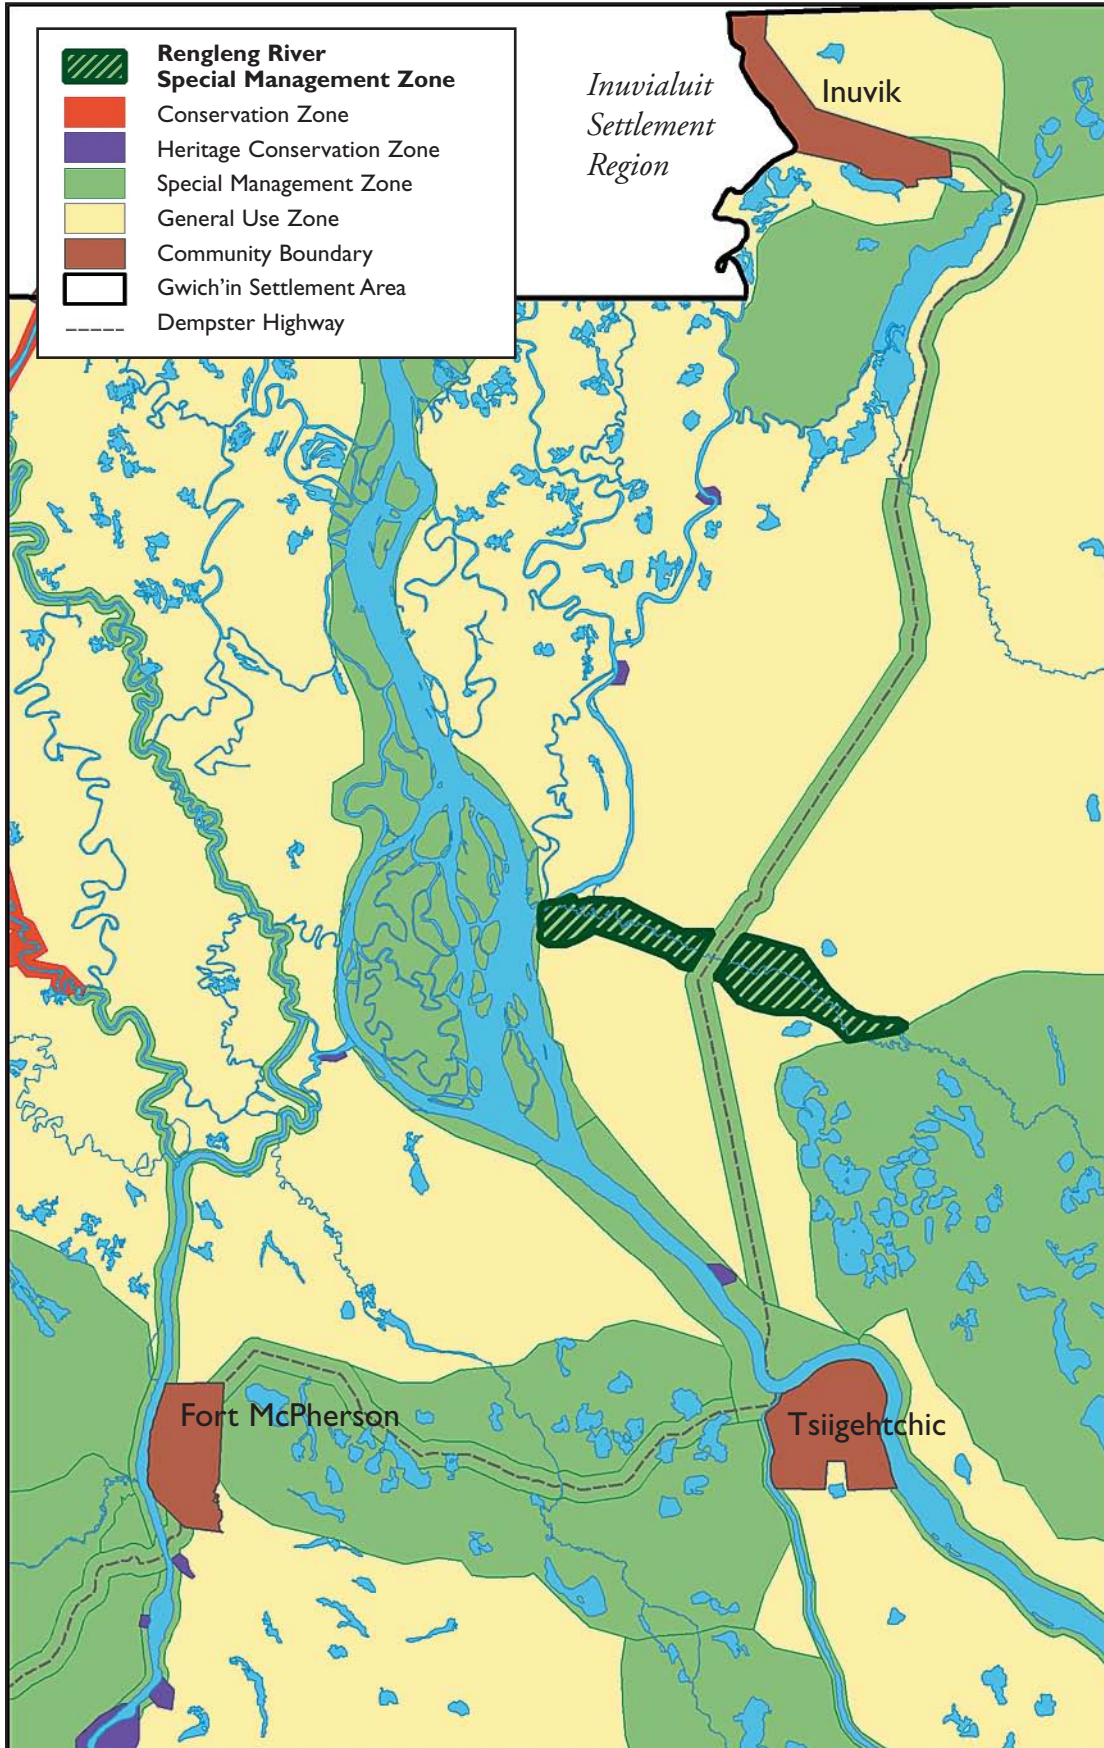 Rengleng River
Special Management Zone
Conservation Zone
Heritage Conservation Zone
Special Management Zone
General Use Zone
Community Boundary
Gwich'in Settlement Area
Dempster Highway
Inuvialuit
Settlement
Region
Inuvik
Fort McPherson
Tsiigehtchic